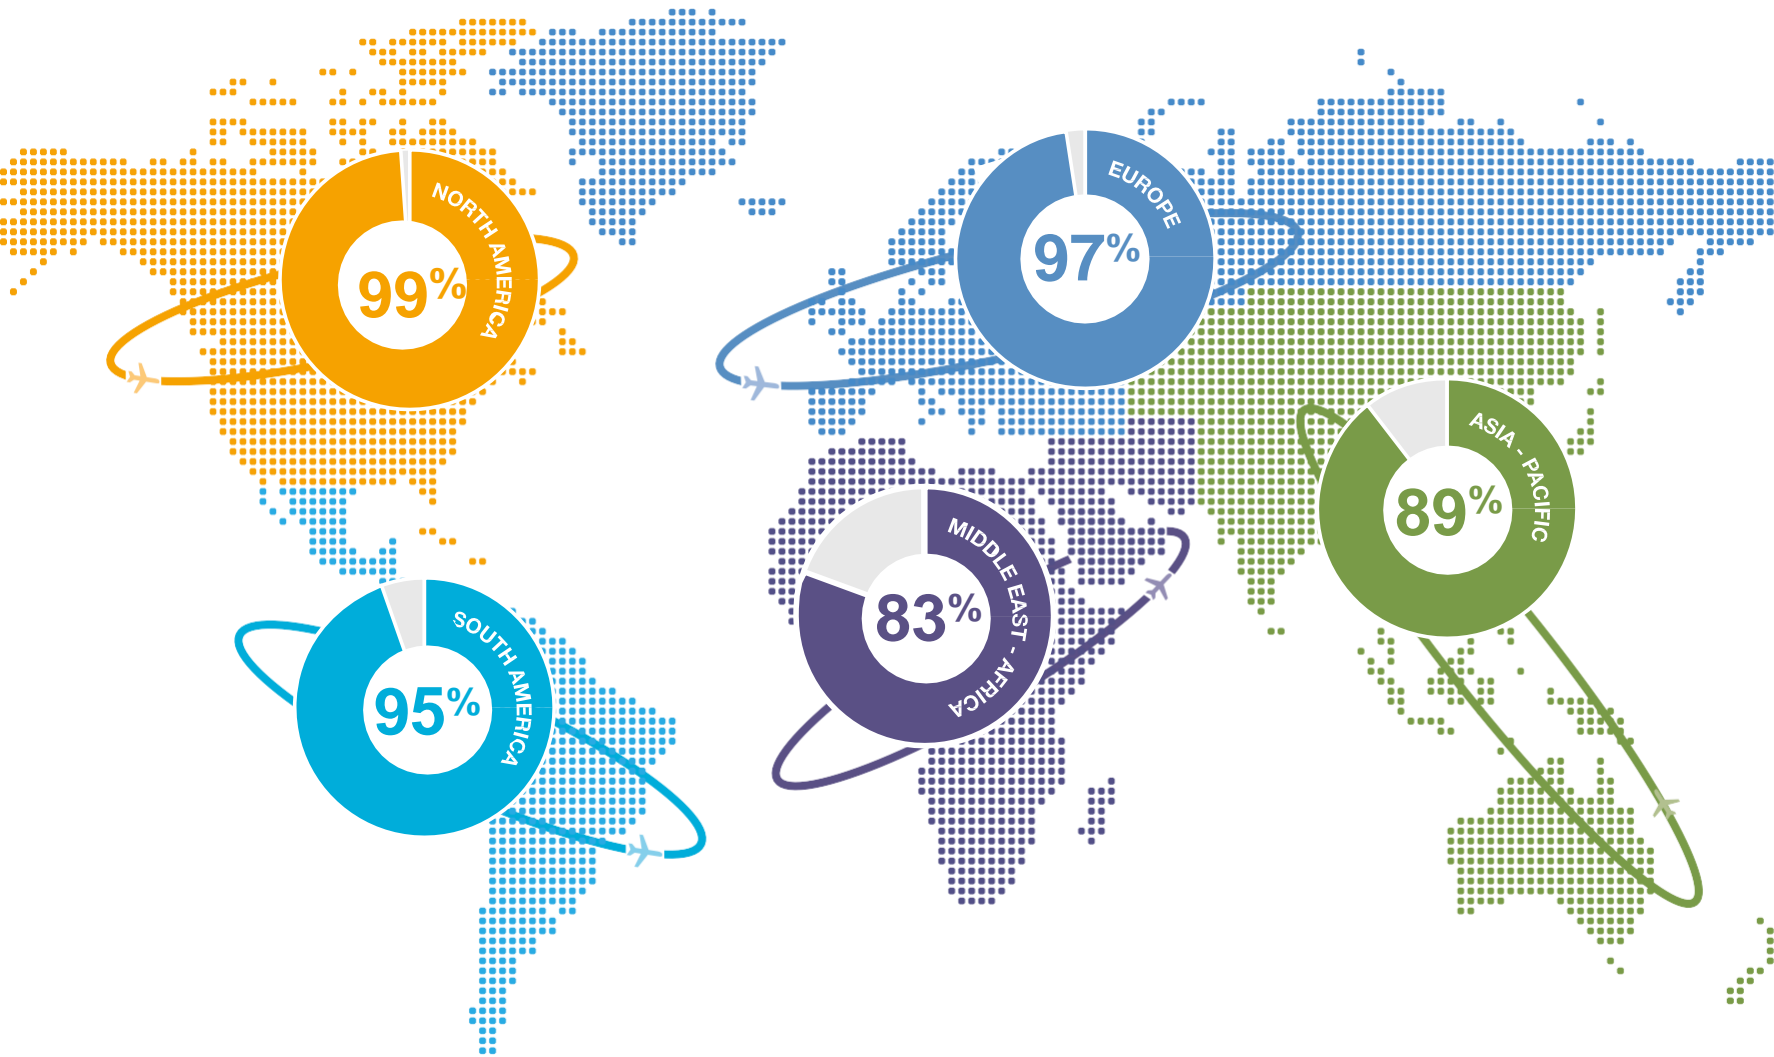 NORTH AMERICA
99%
EUROPE
97%
ASIA - PACIFIC
89%
MIDDLE EAST - AFRICA
83%
SOUTH AMERICA
95%